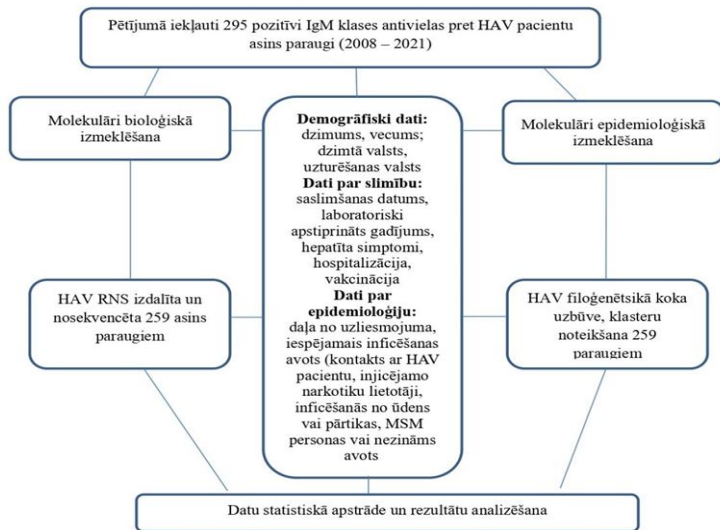 Pētījumā iekļauti 295 pozitīvi IgM klases antivielas pret HAV pacientu
asins paraugi (2008 – 2021)
Molekulāri bioloģiskā
izmeklēšana
Demogrāfiski dati:
dzimums, vecums;
dzimtā valsts,
uzturēšanas valsts
Dati par slimību:
saslimšanas datums,
laboratoriski
apstiprināts gadījums,
hepatīta simptomi,
hospitalizācija,
vakcinācija
Dati par
epidemioloģiju:
daļa no uzliesmojuma,
iespējamais inficēšanas
avots (kontakts ar HAV
pacientu, injicējamo
narkotiku lietotāji,
inficēšanās no ūdens
vai pārtikas, MSM
personas vai nezināms
avots
Molekulāri epidemioloģiskā
izmeklēšana
HAV RNS izdalīta un
nosekvencēta 259 asins
paraugiem
HAV filoģenētsikā koka
uzbūve, klasteru
noteikšana 259
paraugiem
Datu statistiskā apstrāde un rezultātu analizēšana